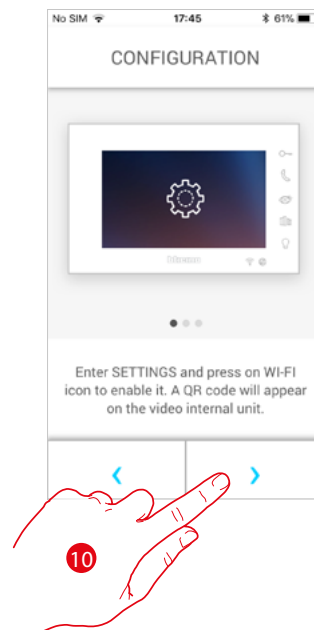 No SIM 17:45 61%
CONFIGURATION
Enter SETTINGS and press on WI-FI
icon to enable it. A QR code will appear
on the video internal unit.
10